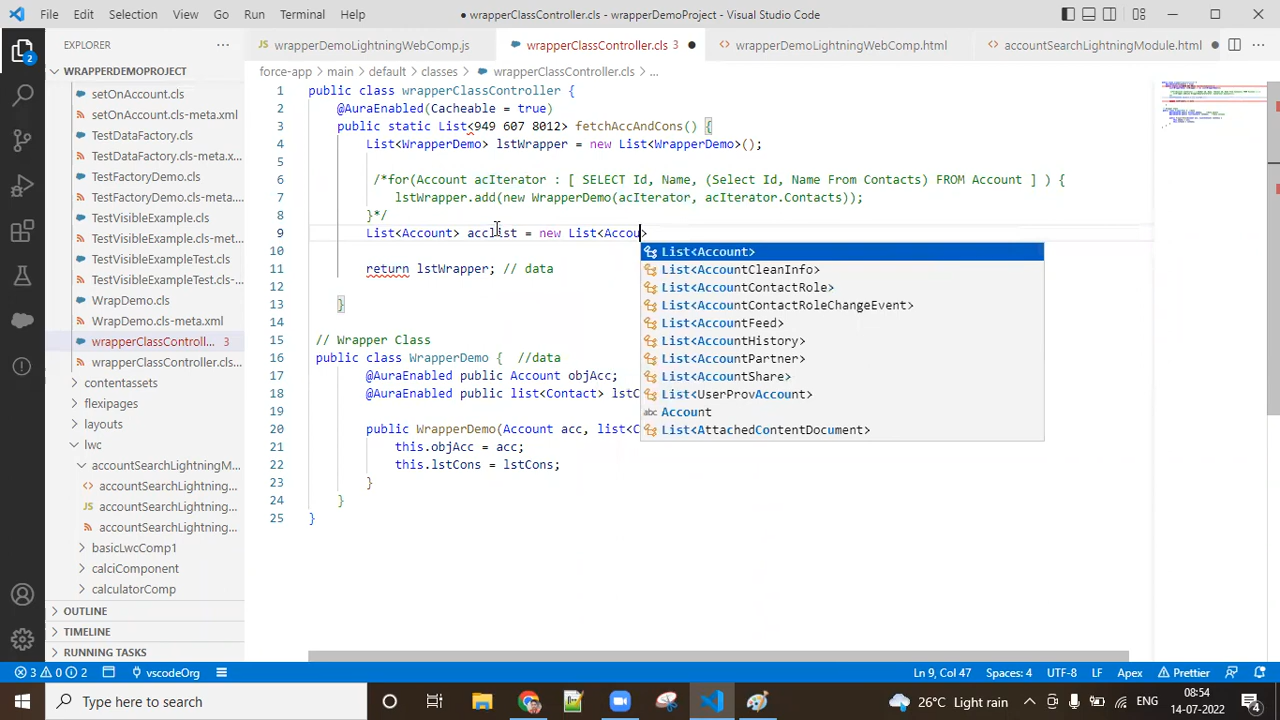 File Edit Selection View Go Run Terminal Help
● wrapperClassController.cls - wrapperDemoProject - Visual Studio Code
EXPLORER
wrapperDemoLightningWebComp.js
wrapperClassController.cls 3 ●
wrapperDemoLightningWebComp.html
accountSearchLightningModule.html ●
WRAPPERDEMOPROJECT
force-app > main > default > classes > wrapperClassController.cls > ...
setOnAccount.cls
setOnAccount.cls-meta.xml
TestDataFactory.cls
TestDataFactory.cls-meta...
TestFactoryDemo.cls
TestFactoryDemo.cls-meta....
TestVisibleExample.cls
TestVisibleExample.cls-met...
TestVisibleExampleTest.cls
TestVisibleExampleTest.cls-...
WrapDemo.cls
WrapDemo.cls-meta.xml
wrapperClassControll... 3
wrapperClassController.cls...
contentassets
flexipages
layouts
lwc
accountSearchLightningM...
accountSearchLightning...
accountSearchLightning...
accountSearchLightning...
basicLwcComp1
calciComponent
calculatorComp
OUTLINE
TIMELINE
RUNNING TASKS
1 public class wrapperClassController {
2 @AuraEnabled(Cacheable = true)
3 public static List<945 607 8012> fetchAccAndCons() {
4 List<WrapperDemo> lstWrapper = new List<WrapperDemo>();
5
6 /*for(Account acIterator : [ SELECT Id, Name, (Select Id, Name From Contacts) FROM Account ] ) {
7 lstWrapper.add(new WrapperDemo(acIterator, acIterator.Contacts));
8 }*/
9 List<Account> acclist = new List<Accou>
10
11 return lstWrapper; // data
12
13 }
14
15 // Wrapper Class
16 public class WrapperDemo { //data
17 @AuraEnabled public Account objAcc;
18 @AuraEnabled public list<Contact> lstC
19
20 public WrapperDemo(Account acc, list<C
21 this.objAcc = acc;
22 this.lstCons = lstCons;
23 }
24 }
25 }
List<Account>
List<AccountCleanInfo>
List<AccountContactRole>
List<AccountContactRoleChangeEvent>
List<AccountFeed>
List<AccountHistory>
List<AccountPartner>
List<AccountShare>
List<UserProvAccount>
abc Account
List<AttachedContentDocument>
3 0 2 vscodeOrg
Ln 9, Col 47 Spaces: 4 UTF-8 LF Apex Prettier
Type here to search
26°C Light rain
ENG
08:54
14-07-2022
4
2